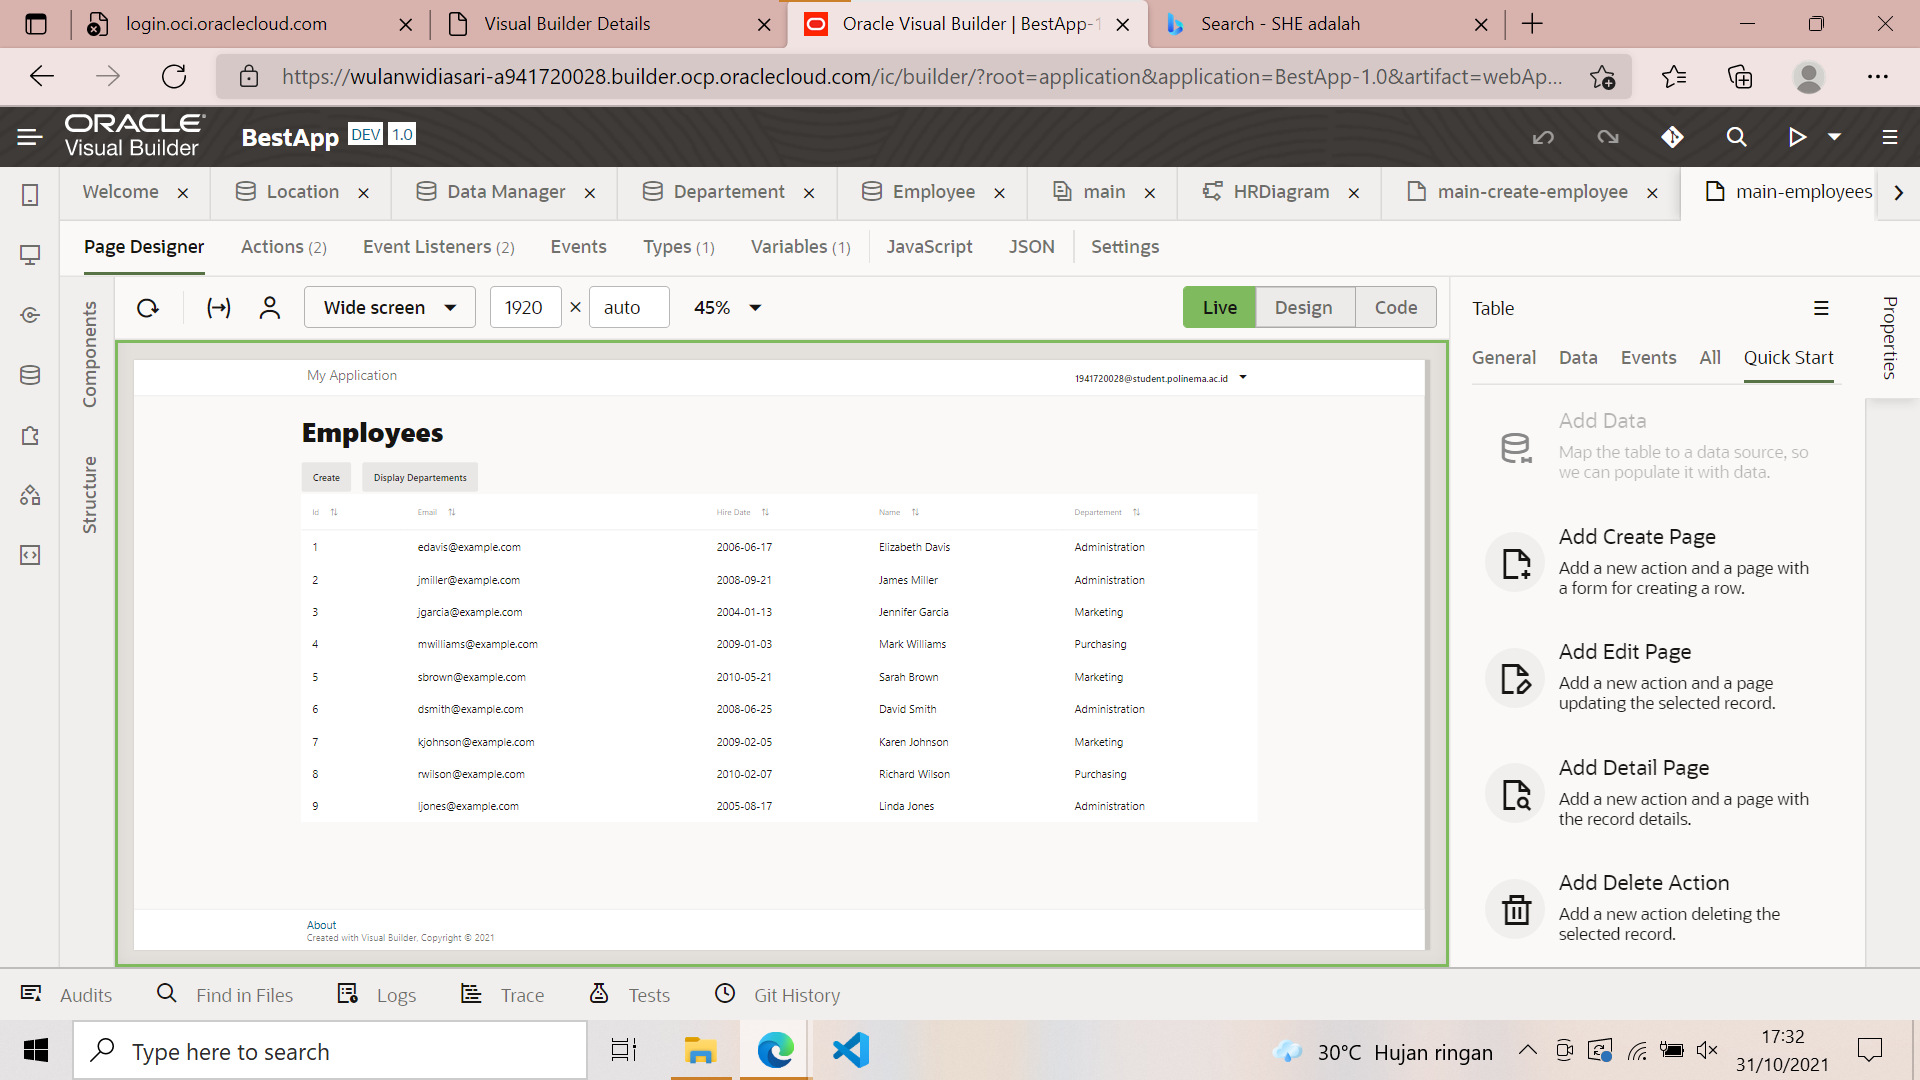 login.oci.oraclecloud.com
Visual Builder Details
Oracle Visual Builder | BestApp-1
Search - SHE adalah
https://wulanwidiasari-a941720028.builder.ocp.oraclecloud.com/ic/builder/?root=application&application=BestApp-1.0&artifact=webAp...
ORACLE
Visual Builder
BestApp DEV 1.0
Welcome
Location
Data Manager
Departement
Employee
main
HRDiagram
main-create-employee
main-employees
Page Designer
Actions (2)
Event Listeners (2)
Events
Types (1)
Variables (1)
JavaScript
JSON
Settings
Components
Structure
Wide screen
1920 × auto
45%
Live
Design
Code
My Application
1941720028@student.polinema.ac.id
Employees
Create
Display Departements
Id Email Hire Date Name Departement
1 edavis@example.com 2006-06-17 Elizabeth Davis Administration
2 jmiller@example.com 2008-09-21 James Miller Administration
3 jgarcia@example.com 2004-01-13 Jennifer Garcia Marketing
4 mwilliams@example.com 2009-01-03 Mark Williams Purchasing
5 sbrown@example.com 2010-05-21 Sarah Brown Marketing
6 dsmith@example.com 2008-06-25 David Smith Administration
7 kjohnson@example.com 2009-02-05 Karen Johnson Marketing
8 rwilson@example.com 2010-02-07 Richard Wilson Purchasing
9 ljones@example.com 2005-08-17 Linda Jones Administration
About
Created with Visual Builder. Copyright © 2021
Table
General
Data
Events
All
Quick Start
Properties
Add Data
Map the table to a data source, so
we can populate it with data.
Add Create Page
Add a new action and a page with
a form for creating a row.
Add Edit Page
Add a new action and a page
updating the selected record.
Add Detail Page
Add a new action and a page with
the record details.
Add Delete Action
Add a new action deleting the
selected record.
Audits
Find in Files
Logs
Trace
Tests
Git History
Type here to search
30°C Hujan ringan
17:32
31/10/2021